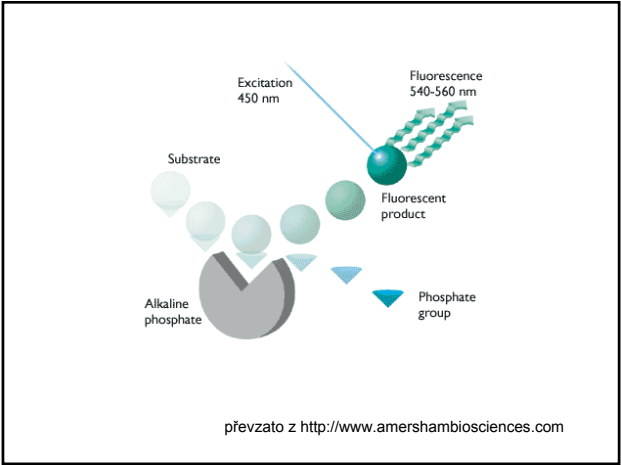 Excitation
450 nm
Fluorescence
540-560 nm
Substrate
Fluorescent
product
Alkaline
phosphate
Phosphate
group
převzato z http://www.amershambiosciences.com